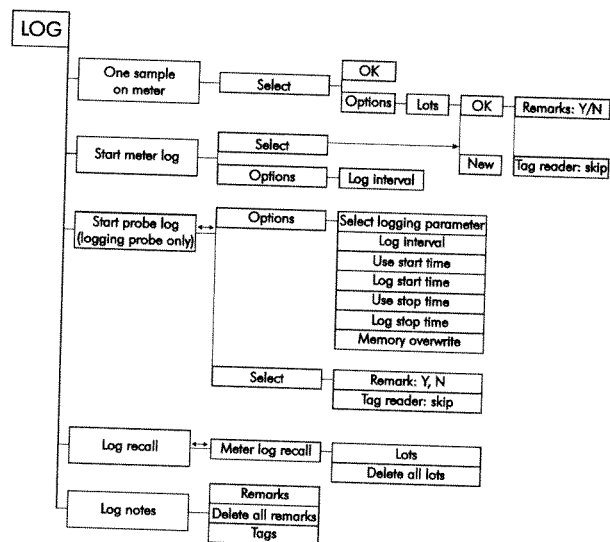 LOG
One sample
on meter
Select
OK
Options
Lots
OK
Remarks: Y/N
New
Tag reader: skip
Start meter log
Select
Options
Log interval
Start probe log
(logging probe only)
Options
Select logging parameter
Log interval
Use start time
Log start time
Use stop time
Log stop time
Memory overwrite
Select
Remark: Y, N
Tag reader: skip
Log recall
Meter log recall
Lots
Delete all lots
Log notes
Remarks
Delete all remarks
Tags